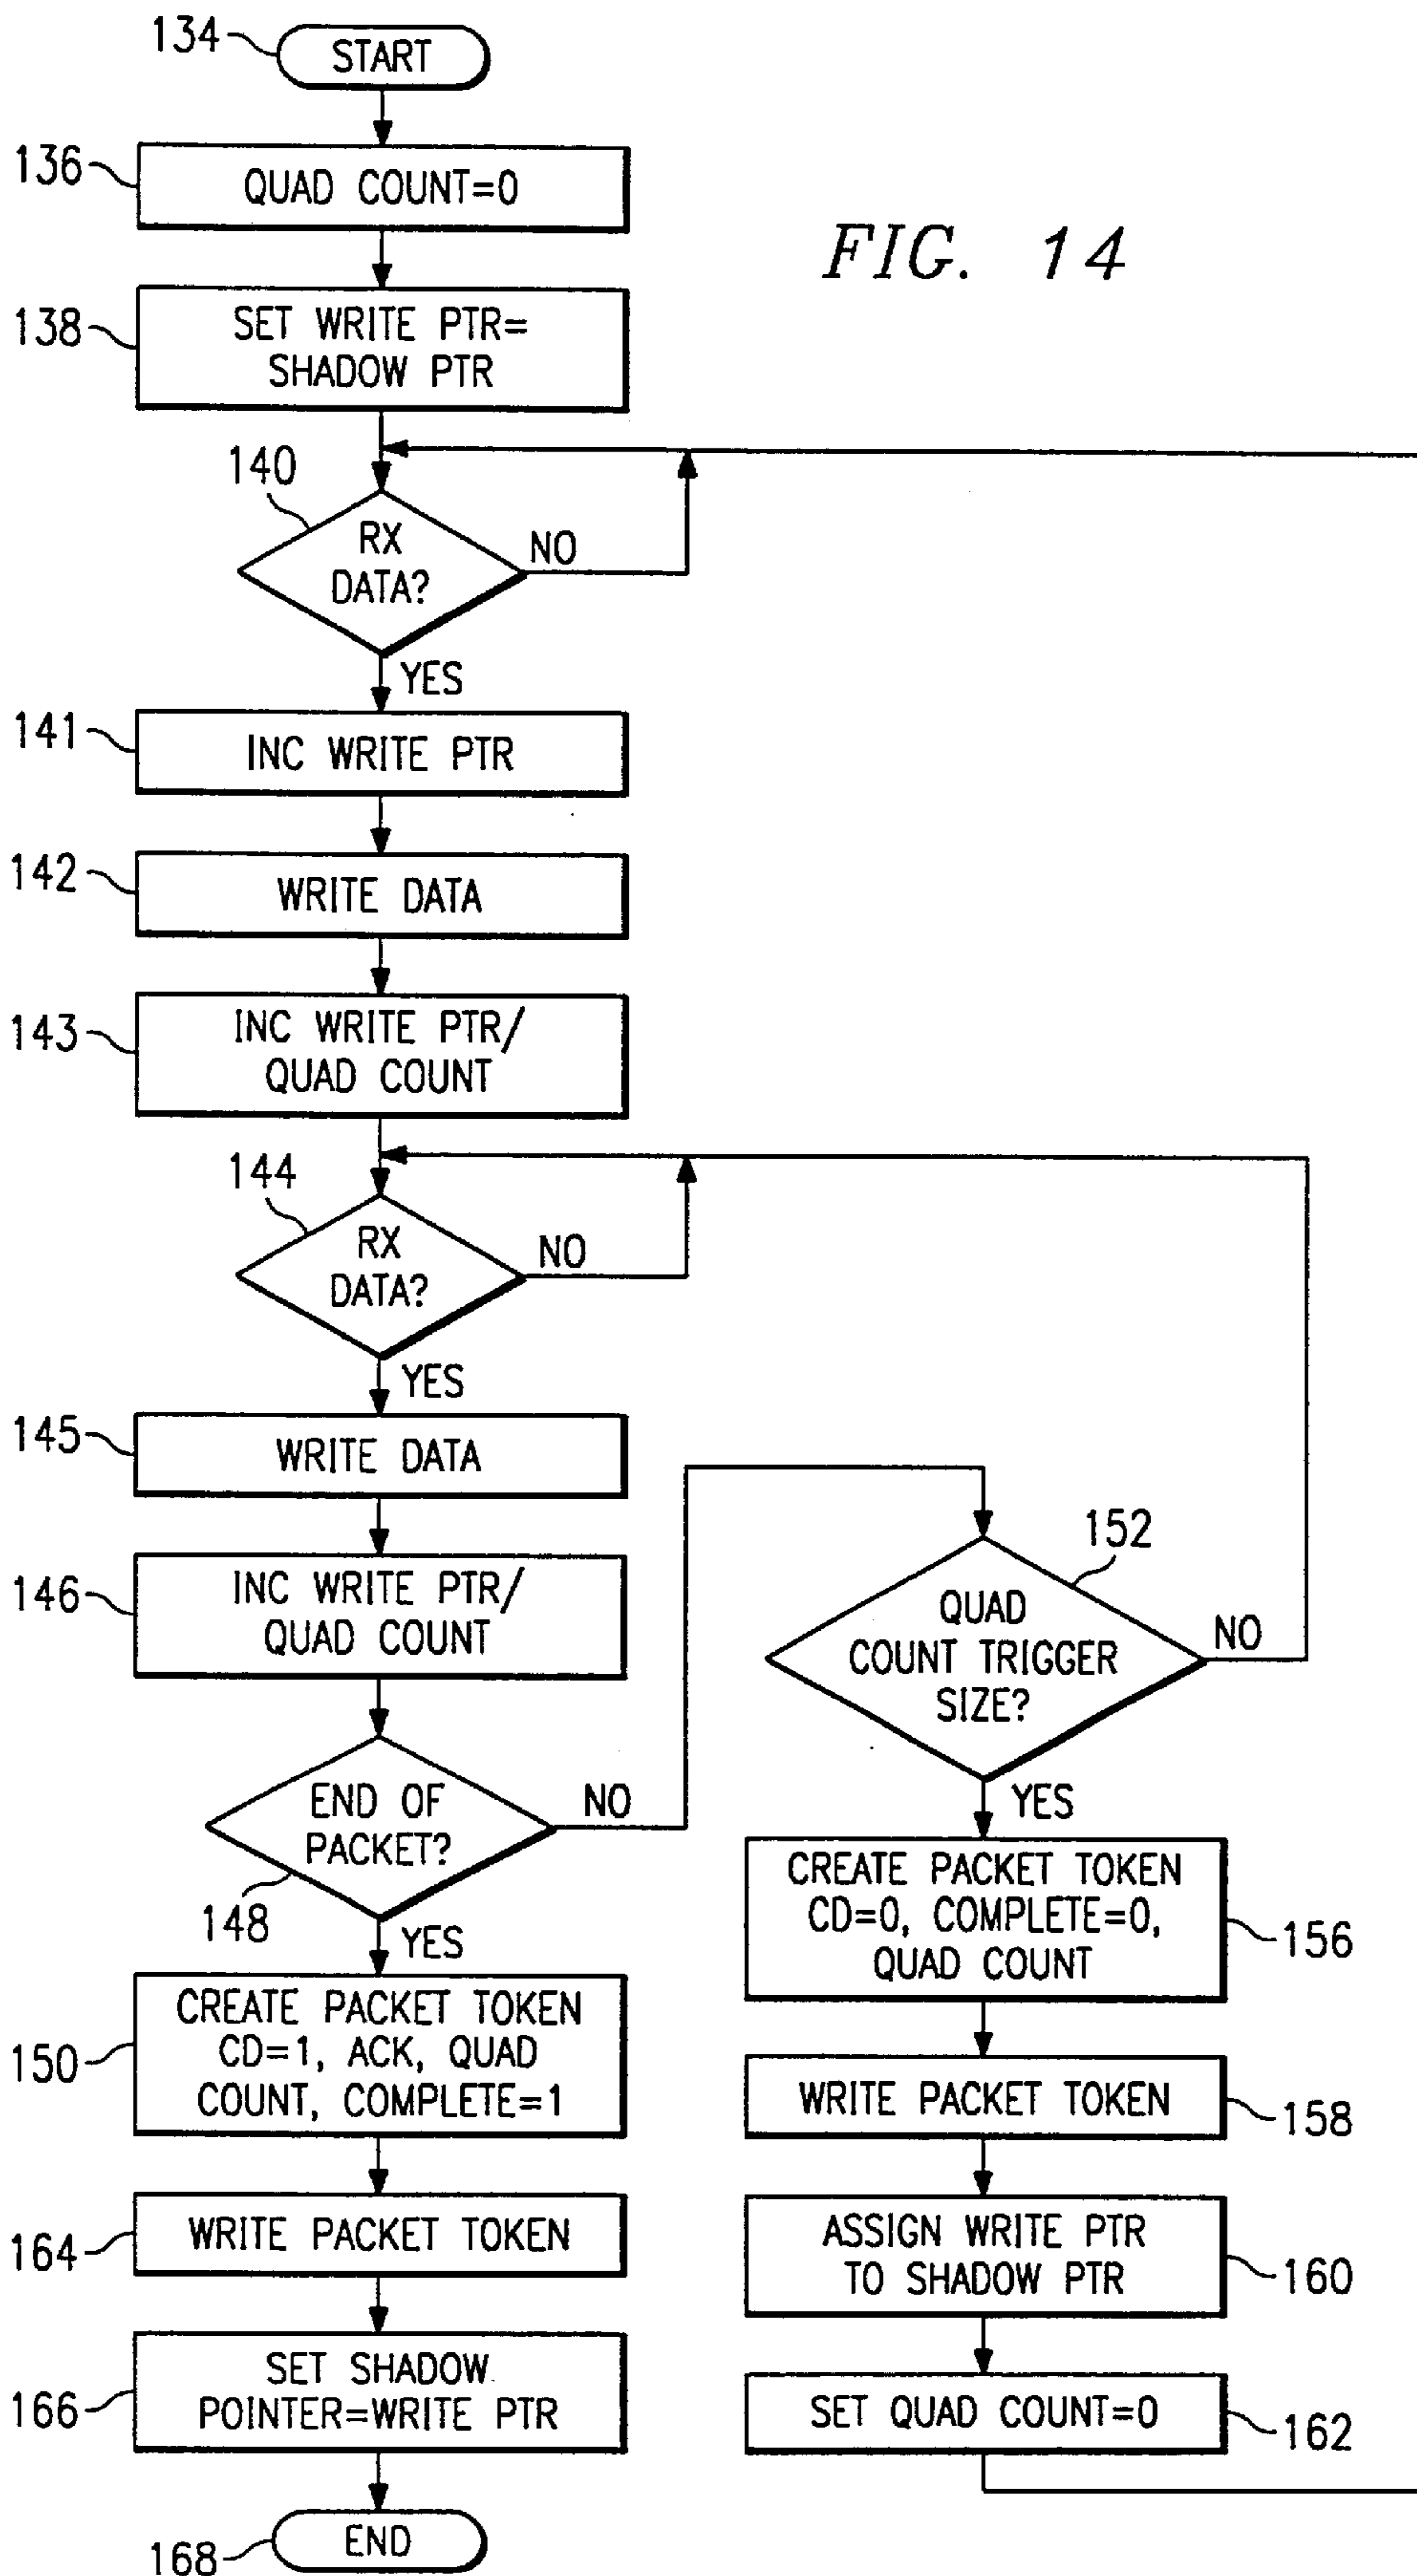 134
START
136
QUAD COUNT=0
FIG. 14
138
SET WRITE PTR=
SHADOW PTR
140
RX
DATA?
NO
YES
141
INC WRITE PTR
142
WRITE DATA
143
INC WRITE PTR/
QUAD COUNT
144
RX
DATA?
NO
YES
145
WRITE DATA
146
INC WRITE PTR/
QUAD COUNT
148
END OF
PACKET?
NO
YES
152
QUAD
COUNT TRIGGER
SIZE?
NO
YES
150
CREATE PACKET TOKEN
CD=1, ACK, QUAD
COUNT, COMPLETE=1
164
WRITE PACKET TOKEN
166
SET SHADOW
POINTER=WRITE PTR
168
END
CREATE PACKET TOKEN
CD=0, COMPLETE=0,
QUAD COUNT
156
WRITE PACKET TOKEN
158
ASSIGN WRITE PTR
TO SHADOW PTR
160
SET QUAD COUNT=0
162